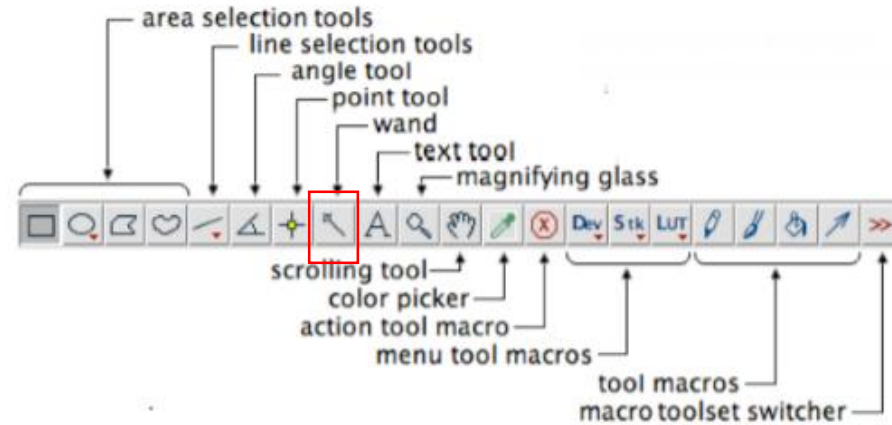 area selection tools
line selection tools
angle tool
point tool
wand
text tool
magnifying glass
A Dev Stk LUT >>
scrolling tool
color picker
action tool macro
menu tool macros
tool macros
macro toolset switcher